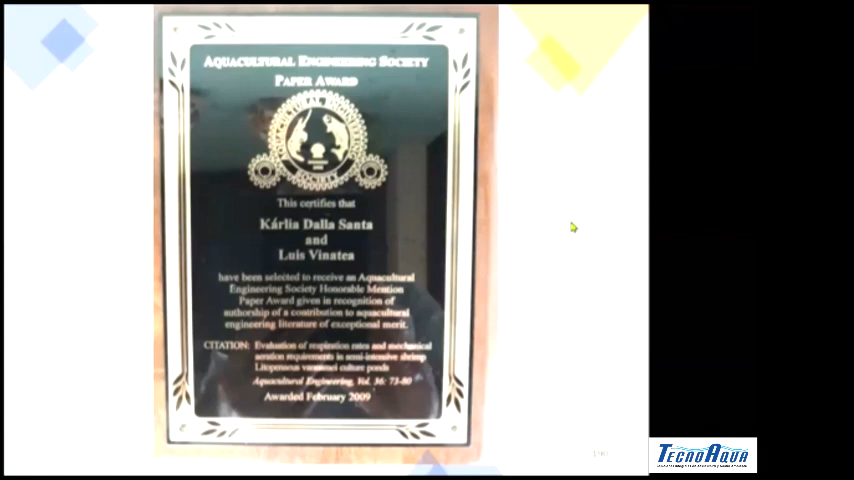 AQUACULTURAL ENGINEERING SOCIETY
PAPER AWARD
AQUACULTURAL ENGINEERING
SOCIETY
This certifies that
Kárlia Dalla Santa
and
Luis Vinatea
have been selected to receive an Aquacultural
Engineering Society Honorable Mention
Paper Award given in recognition of
authorship of a contribution to aquacultural
engineering literature of exceptional merit.
CITATION: Evaluation of respiration rates and mechanical
aeration requirements in semi-intensive shrimp
Litopenaeus vannamei culture ponds
Aquacultural Engineering, Vol. 36: 73-80
Awarded February 2009
TECNOAQUA